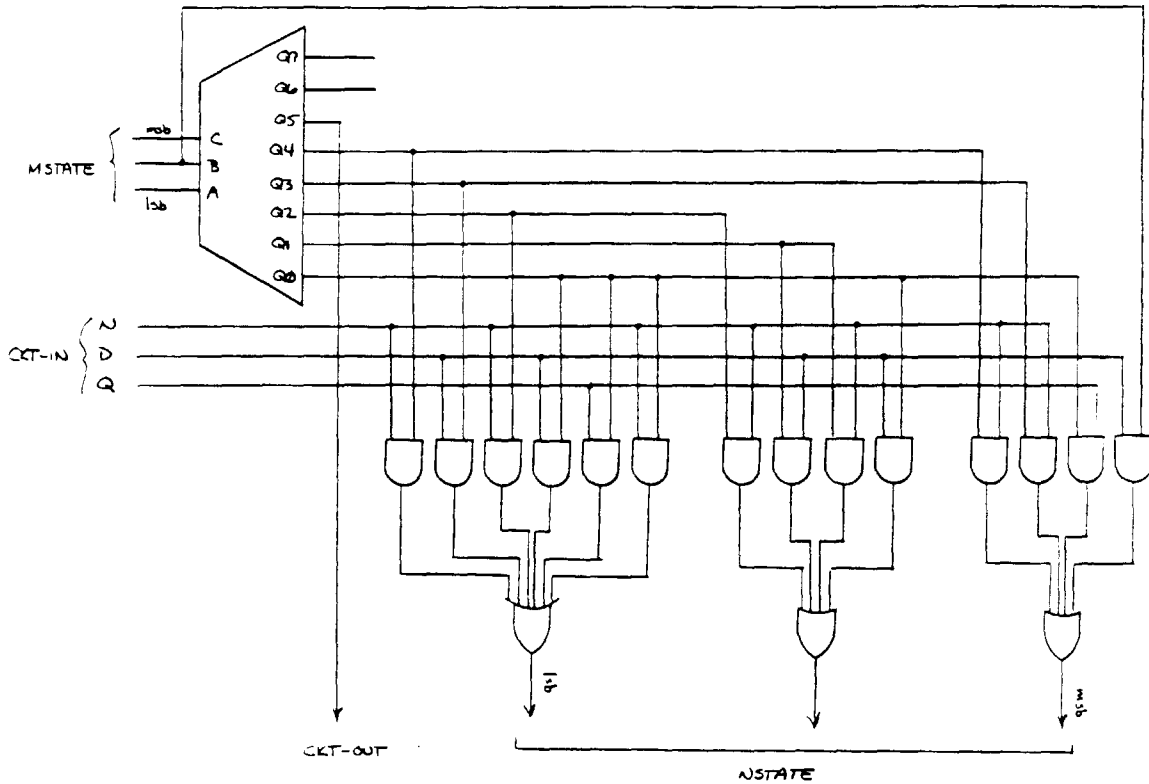 Q7
Q6
Q5
Q4
Q3
Q2
Q1
Q0
msb
C
MSTATE
B
A
lsb
N
CKT-IN
D
Q
lsb
msb
CKT-OUT
NSTATE